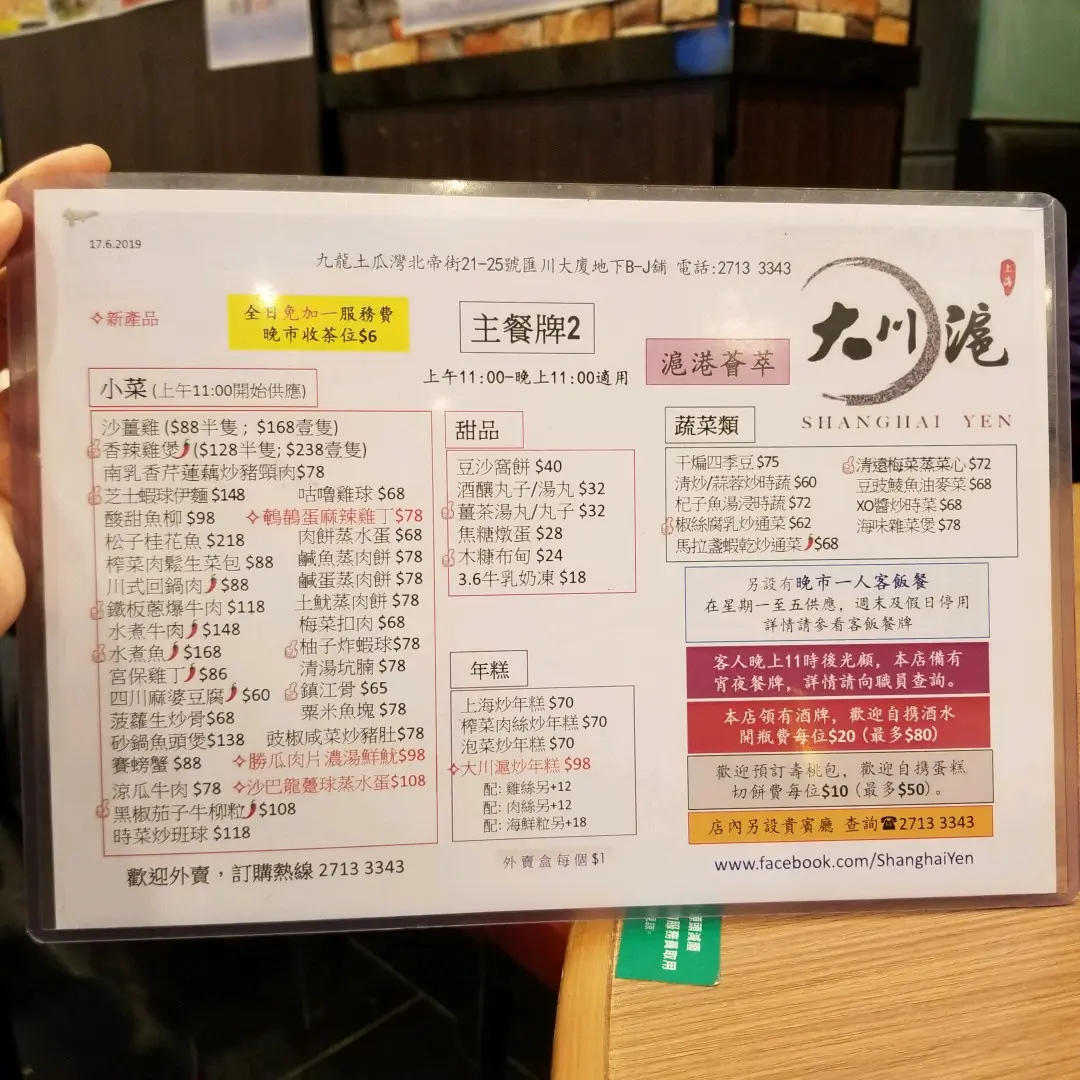 17.6.2019
九龍土瓜灣北帝街21-25號匯川大廈地下B-J鋪 電話:2713 3343
上海
大川滬
SHANGHAI YEN
✧新產品
全日免加一服務費
晚市收茶位$6
主餐牌2
上午11:00-晚上11:00適用
滬港薈萃
小菜 (上午11:00開始供應)
沙薑雞 ($88半隻 ; $168壹隻)
香辣雞煲 ($128半隻; $238壹隻)
南乳香芹蓮藕炒豬頸肉$78
芝士蝦球伊麵 $148
咕嚕雞球 $68
酸甜魚柳 $98
✧鵪鶉蛋麻辣雞丁$78
松子桂花魚 $218
肉餅蒸水蛋 $68
榨菜肉鬆生菜包 $88
鹹魚蒸肉餅 $78
川式回鍋肉 $88
鹹蛋蒸肉餅 $78
鐵板蔥爆牛肉 $118
土魷蒸肉餅 $78
水煮牛肉 $148
梅菜扣肉 $68
水煮魚 $168
柚子炸蝦球$78
宮保雞丁 $86
清湯坑腩 $78
四川麻婆豆腐 $60
鎮江骨 $65
菠蘿生炒骨$68
粟米魚塊 $78
砂鍋魚頭煲$138
豉椒咸菜炒豬肚$78
賽螃蟹 $88
✧勝瓜肉片濃湯鮮魷$98
涼瓜牛肉 $78
✧沙巴龍躉球蒸水蛋$108
黑椒茄子牛柳粒 $108
時菜炒班球 $118
歡迎外賣，訂購熱線 2713 3343
甜品
豆沙窩餅 $40
酒釀丸子/湯丸 $32
薑茶湯丸/丸子 $32
焦糖燉蛋 $28
木糠布甸 $24
3.6牛乳奶凍 $18
年糕
上海炒年糕 $70
榨菜肉絲炒年糕 $70
泡菜炒年糕 $70
✧大川滬炒年糕 $98
配: 雞絲另+12
配: 肉絲另+12
配: 海鮮粒另+18
外賣盒每個 $1
蔬菜類
干煸四季豆 $75
清遠梅菜蒸菜心 $72
清炒/蒜蓉炒時蔬 $60
豆豉鯪魚油麥菜 $68
杞子魚湯浸時蔬 $72
XO醬炒時菜 $68
椒絲腐乳炒通菜 $62
海味雜菜煲 $78
馬拉盞蝦乾炒通菜 $68
另設有晚市一人客飯餐
在星期一至五供應，週末及假日停用
詳情請參看客飯餐牌
客人晚上11時後光顧，本店備有
宵夜餐牌，詳情請向職員查詢。
本店領有酒牌，歡迎自携酒水
開瓶費每位$20 (最多$80)
歡迎預訂壽桃包，歡迎自携蛋糕
切餅費每位$10 (最多$50)。
店內另設貴賓廳 查詢☎2713 3343
www.facebook.com/ShanghaiYen
服務員取用